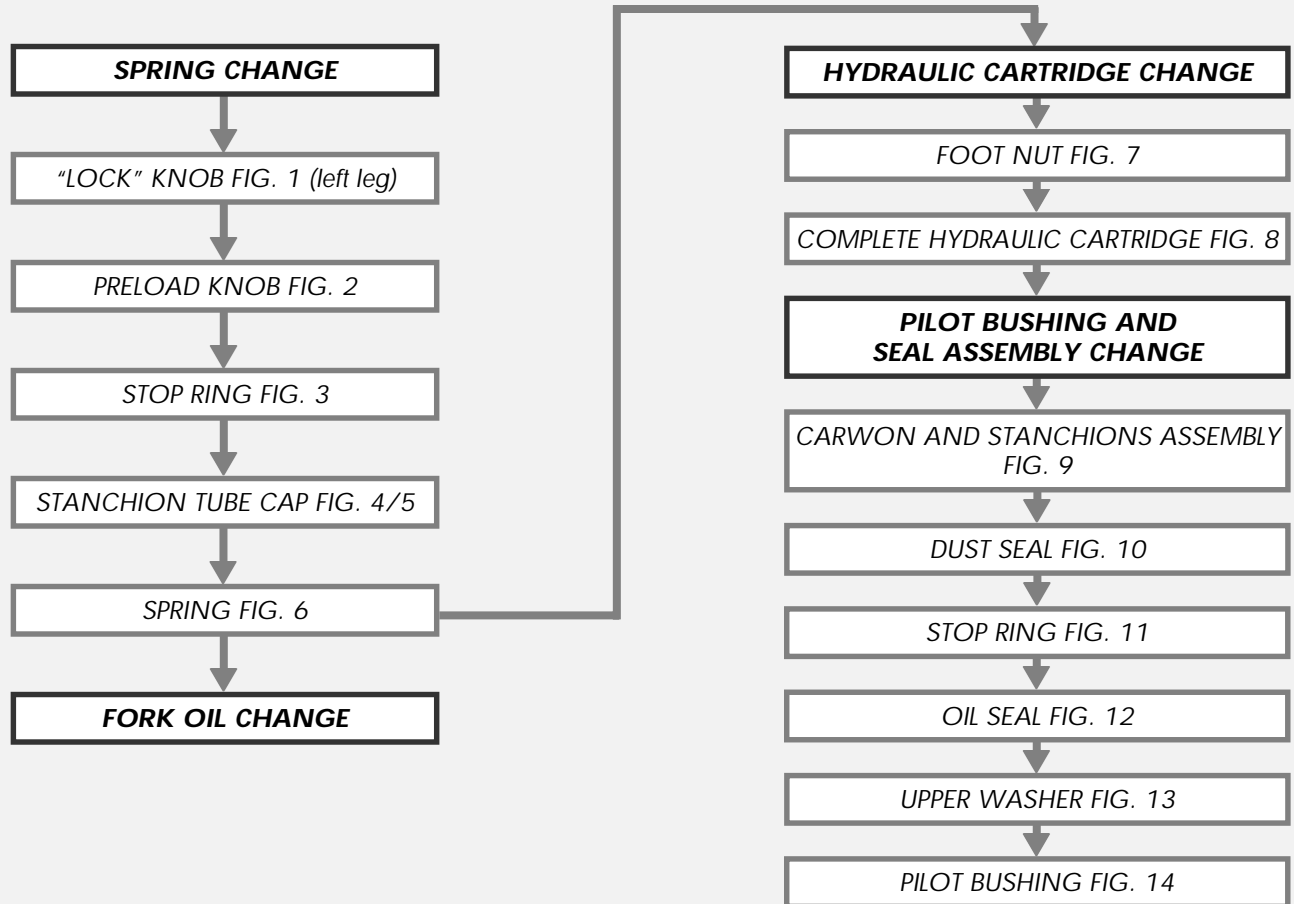 SPRING CHANGE
“LOCK” KNOB FIG. 1 (left leg)
PRELOAD KNOB FIG. 2
STOP RING FIG. 3
STANCHION TUBE CAP FIG. 4/5
SPRING FIG. 6
FORK OIL CHANGE
HYDRAULIC CARTRIDGE CHANGE
FOOT NUT FIG. 7
COMPLETE HYDRAULIC CARTRIDGE FIG. 8
PILOT BUSHING AND
SEAL ASSEMBLY CHANGE
CARWON AND STANCHIONS ASSEMBLY
FIG. 9
DUST SEAL FIG. 10
STOP RING FIG. 11
OIL SEAL FIG. 12
UPPER WASHER FIG. 13
PILOT BUSHING FIG. 14